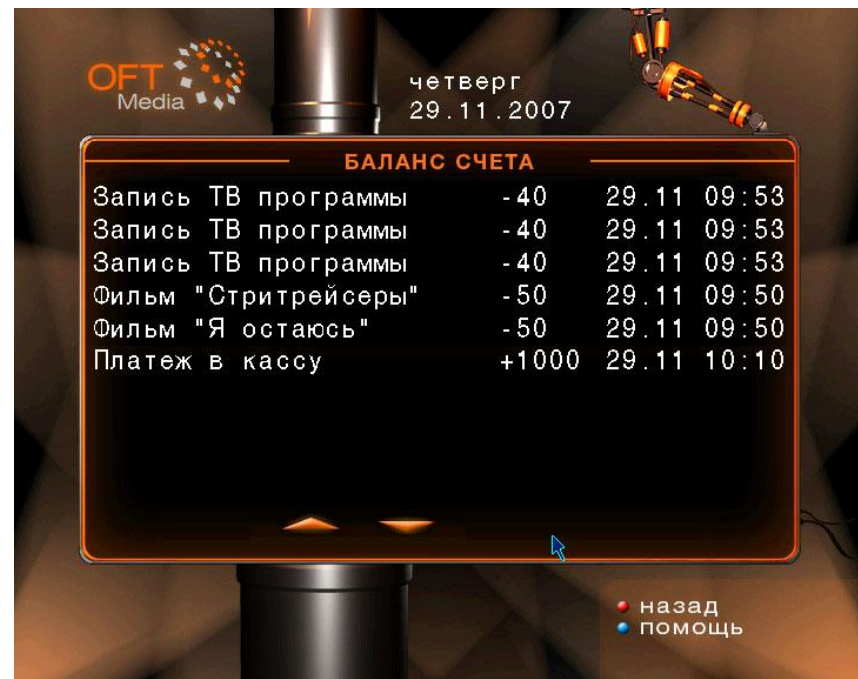 OFT
Media
четверг
29.11.2007
БАЛАНС СЧЕТА
Запись ТВ программы -40 29.11 09:53
Запись ТВ программы -40 29.11 09:53
Запись ТВ программы -40 29.11 09:53
Фильм "Стритрейсеры" -50 29.11 09:50
Фильм "Я остаюсь" -50 29.11 09:50
Платеж в кассу +1000 29.11 10:10
назад
помощь